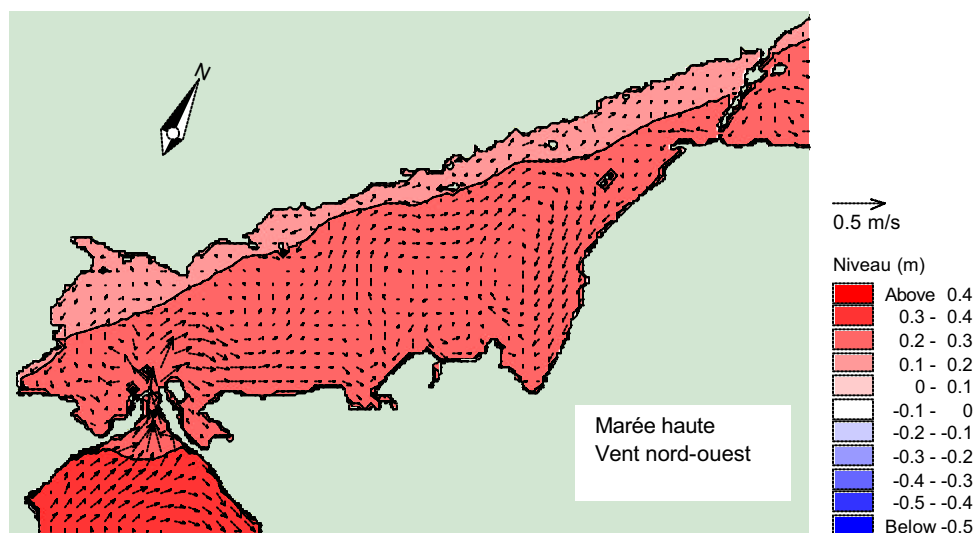 N
0.5 m/s
Niveau (m)
Above 0.4
0.3 - 0.4
0.2 - 0.3
0.1 - 0.2
0 - 0.1
-0.1 - 0
-0.2 - -0.1
-0.3 - -0.2
-0.4 - -0.3
-0.5 - -0.4
Below -0.5
Marée haute
Vent nord-ouest